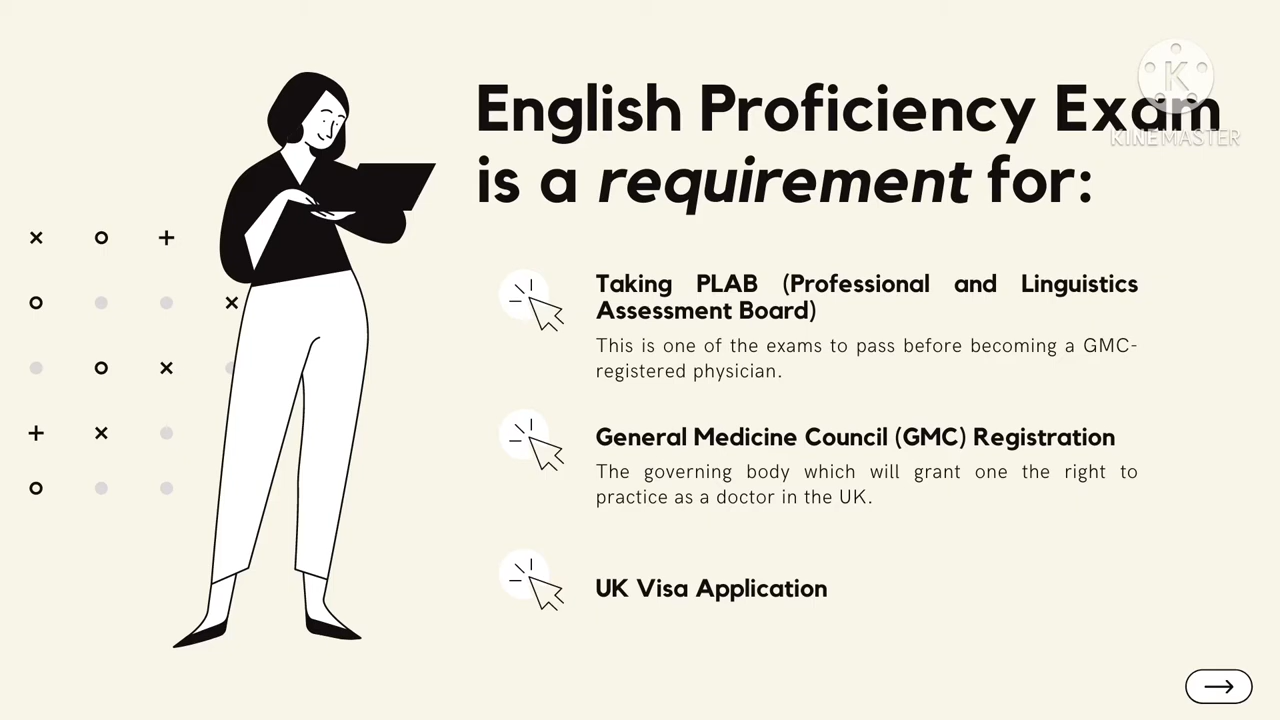 English Proficiency Exam
is a requirement for:
K
KINEMASTER
Taking PLAB (Professional and Linguistics
Assessment Board)
This is one of the exams to pass before becoming a GMC-
registered physician.
General Medicine Council (GMC) Registration
The governing body which will grant one the right to
practice as a doctor in the UK.
UK Visa Application